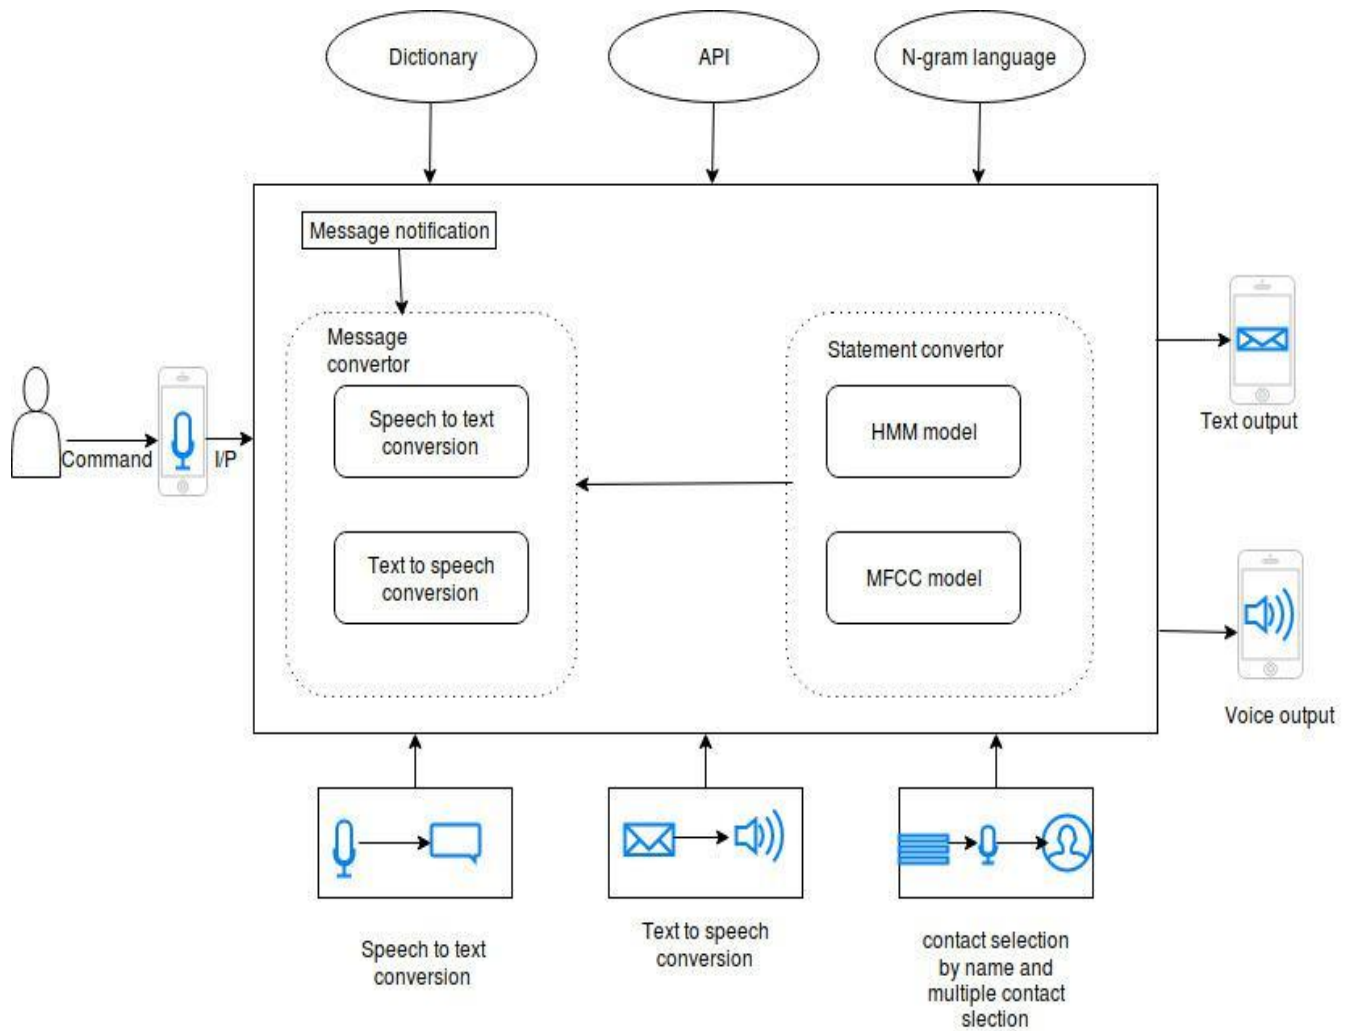 Dictionary
API
N-gram language
Message notification
Message
convertor
Statement convertor
Speech to text
conversion
HMM model
Text output
Command
I/P
Text to speech
conversion
MFCC model
Voice output
Speech to text
conversion
Text to speech
conversion
contact selection
by name and
multiple contact
slection